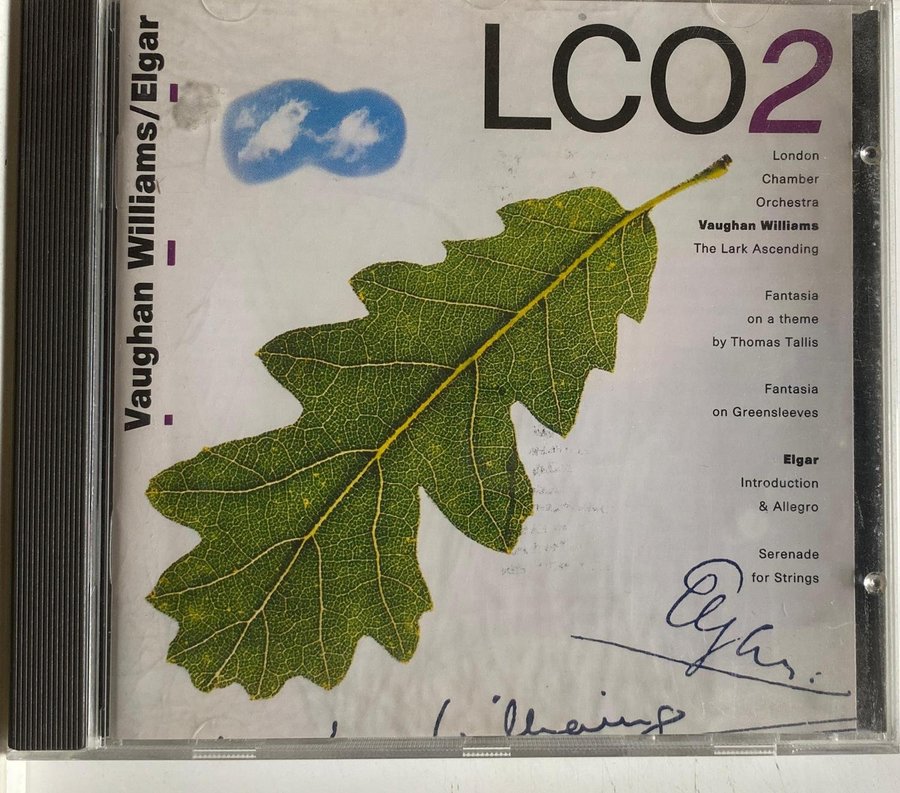 Vaughan Williams/Elgar
LCO2
London
Chamber
Orchestra
Vaughan Williams
The Lark Ascending
Fantasia
on a theme
by Thomas Tallis
Fantasia
on Greensleeves
Elgar
Introduction
& Allegro
Serenade
for Strings
Elgar